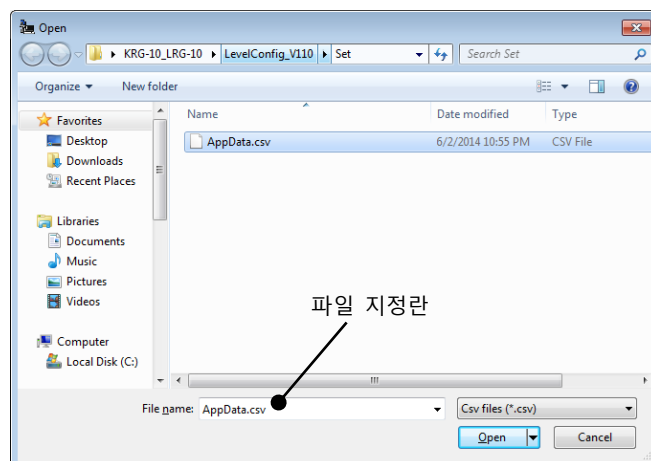 Open
KRG-10_LRG-10 LevelConfig_V110 Set
Search Set
Organize New folder
Favorites
Desktop
Downloads
Recent Places
Libraries
Documents
Music
Pictures
Videos
Computer
Local Disk (C:)
Name Date modified Type
AppData.csv 6/2/2014 10:55 PM CSV File
파일 지정란
File name: AppData.csv Csv files (*.csv)
Open Cancel